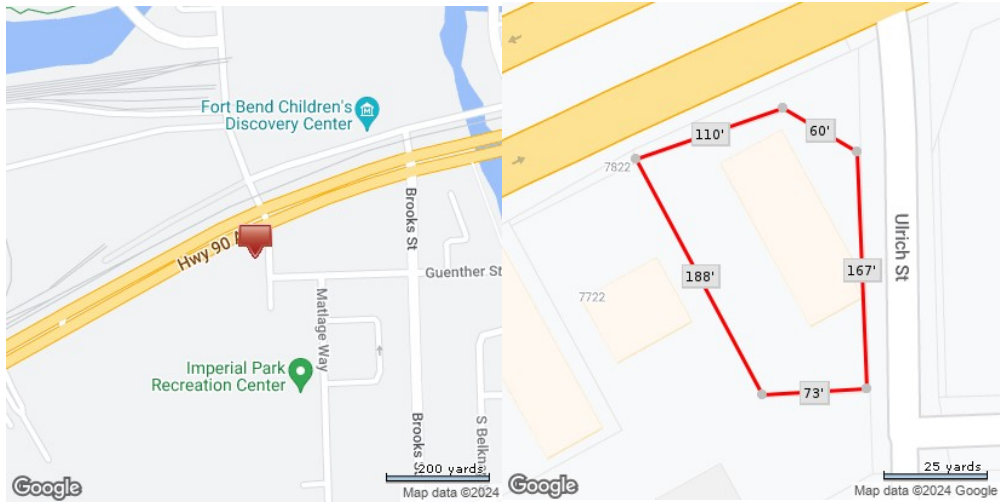 Fort Bend Children's
Discovery Center
Hwy 90 A
Brooks St
Guenther St
Matlage Way
Imperial Park
Recreation Center
Brooks S
S Belkne
200 yards
Google
Map data ©2024
110'
60'
7822
Ulrich St
188'
167'
7722
73'
25 yards
Google
Map data ©2024 Google